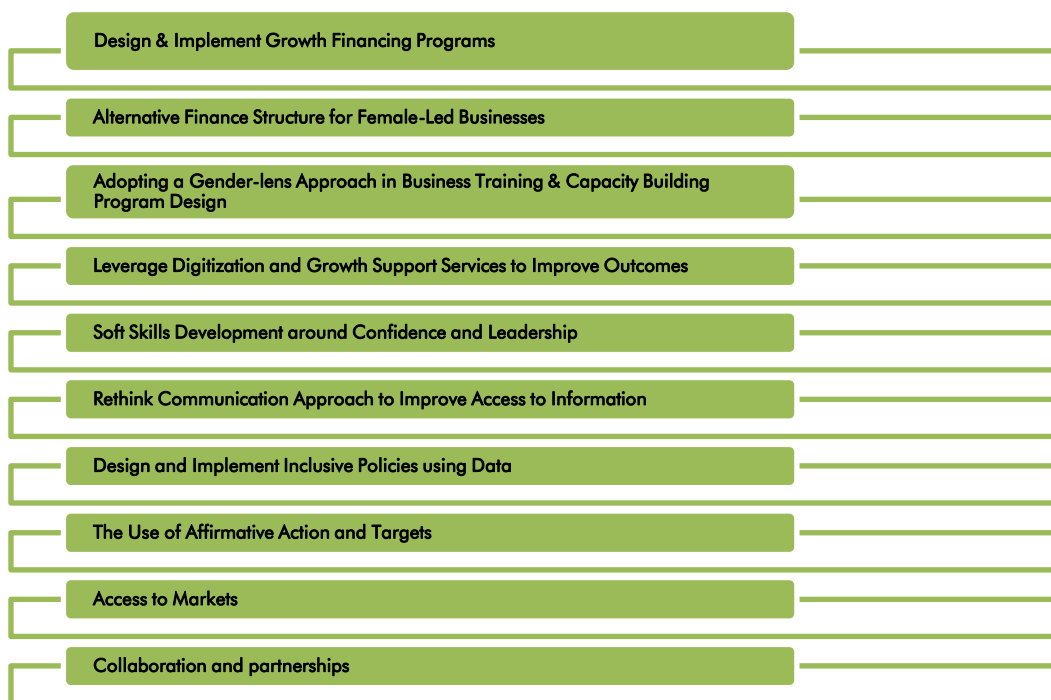 Design & Implement Growth Financing Programs
Alternative Finance Structure for Female-Led Businesses
Adopting a Gender-lens Approach in Business Training & Capacity Building
Program Design
Leverage Digitization and Growth Support Services to Improve Outcomes
Soft Skills Development around Confidence and Leadership
Rethink Communication Approach to Improve Access to Information
Design and Implement Inclusive Policies using Data
The Use of Affirmative Action and Targets
Access to Markets
Collaboration and partnerships